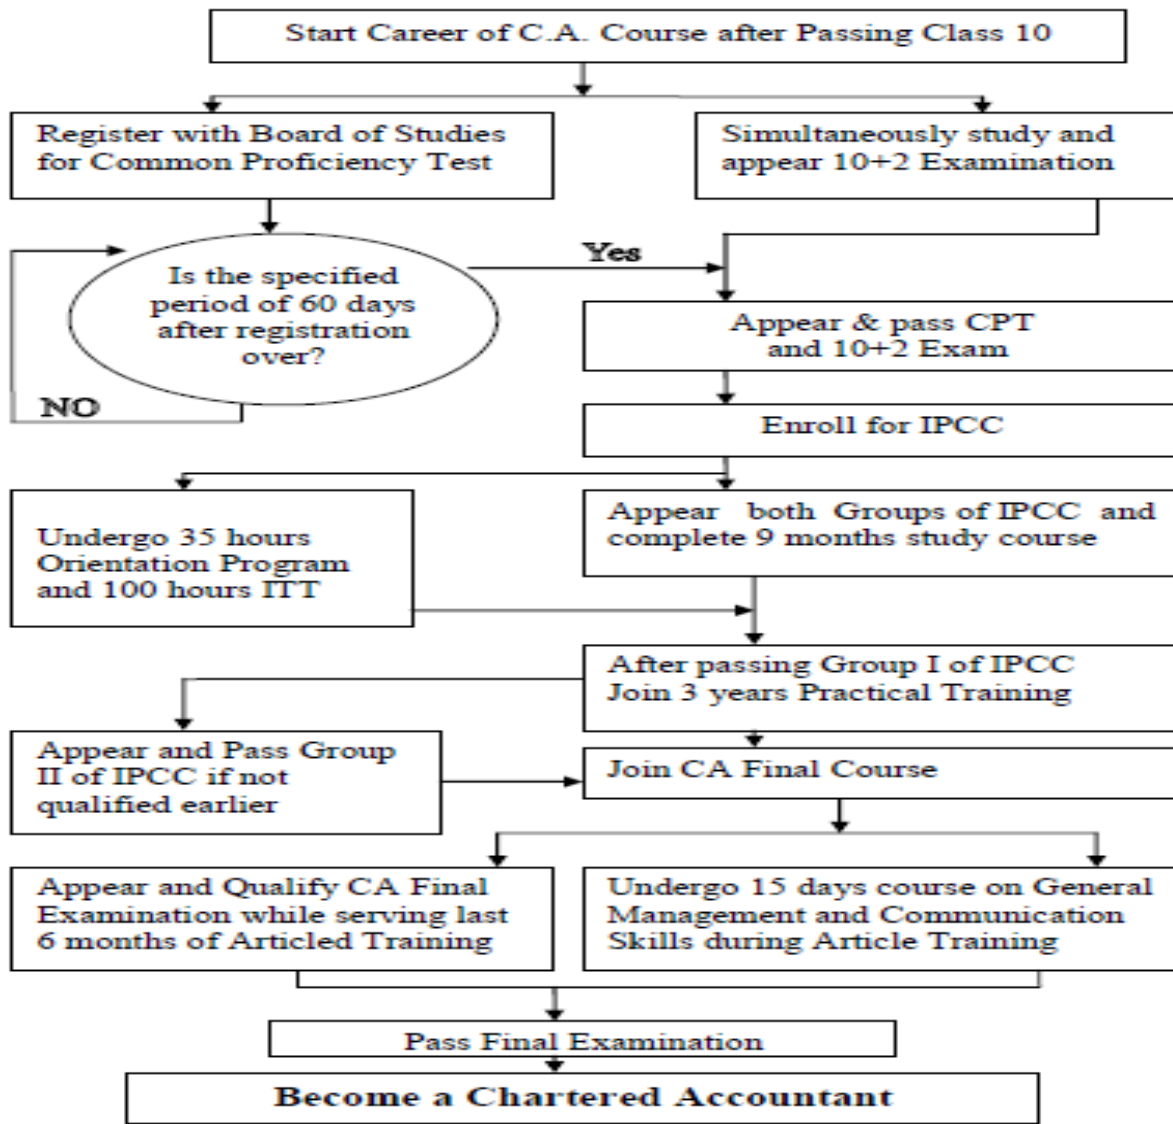 Start Career of C.A. Course after Passing Class 10
Register with Board of Studies
for Common Proficiency Test
Simultaneously study and
appear 10+2 Examination
Is the specified
period of 60 days
after registration
over?
Yes
NO
Appear & pass CPT
and 10+2 Exam
Enroll for IPCC
Undergo 35 hours
Orientation Program
and 100 hours ITT
Appear both Groups of IPCC and
complete 9 months study course
After passing Group I of IPCC
Join 3 years Practical Training
Appear and Pass Group
II of IPCC if not
qualified earlier
Join CA Final Course
Appear and Qualify CA Final
Examination while serving last
6 months of Articled Training
Undergo 15 days course on General
Management and Communication
Skills during Article Training
Pass Final Examination
Become a Chartered Accountant